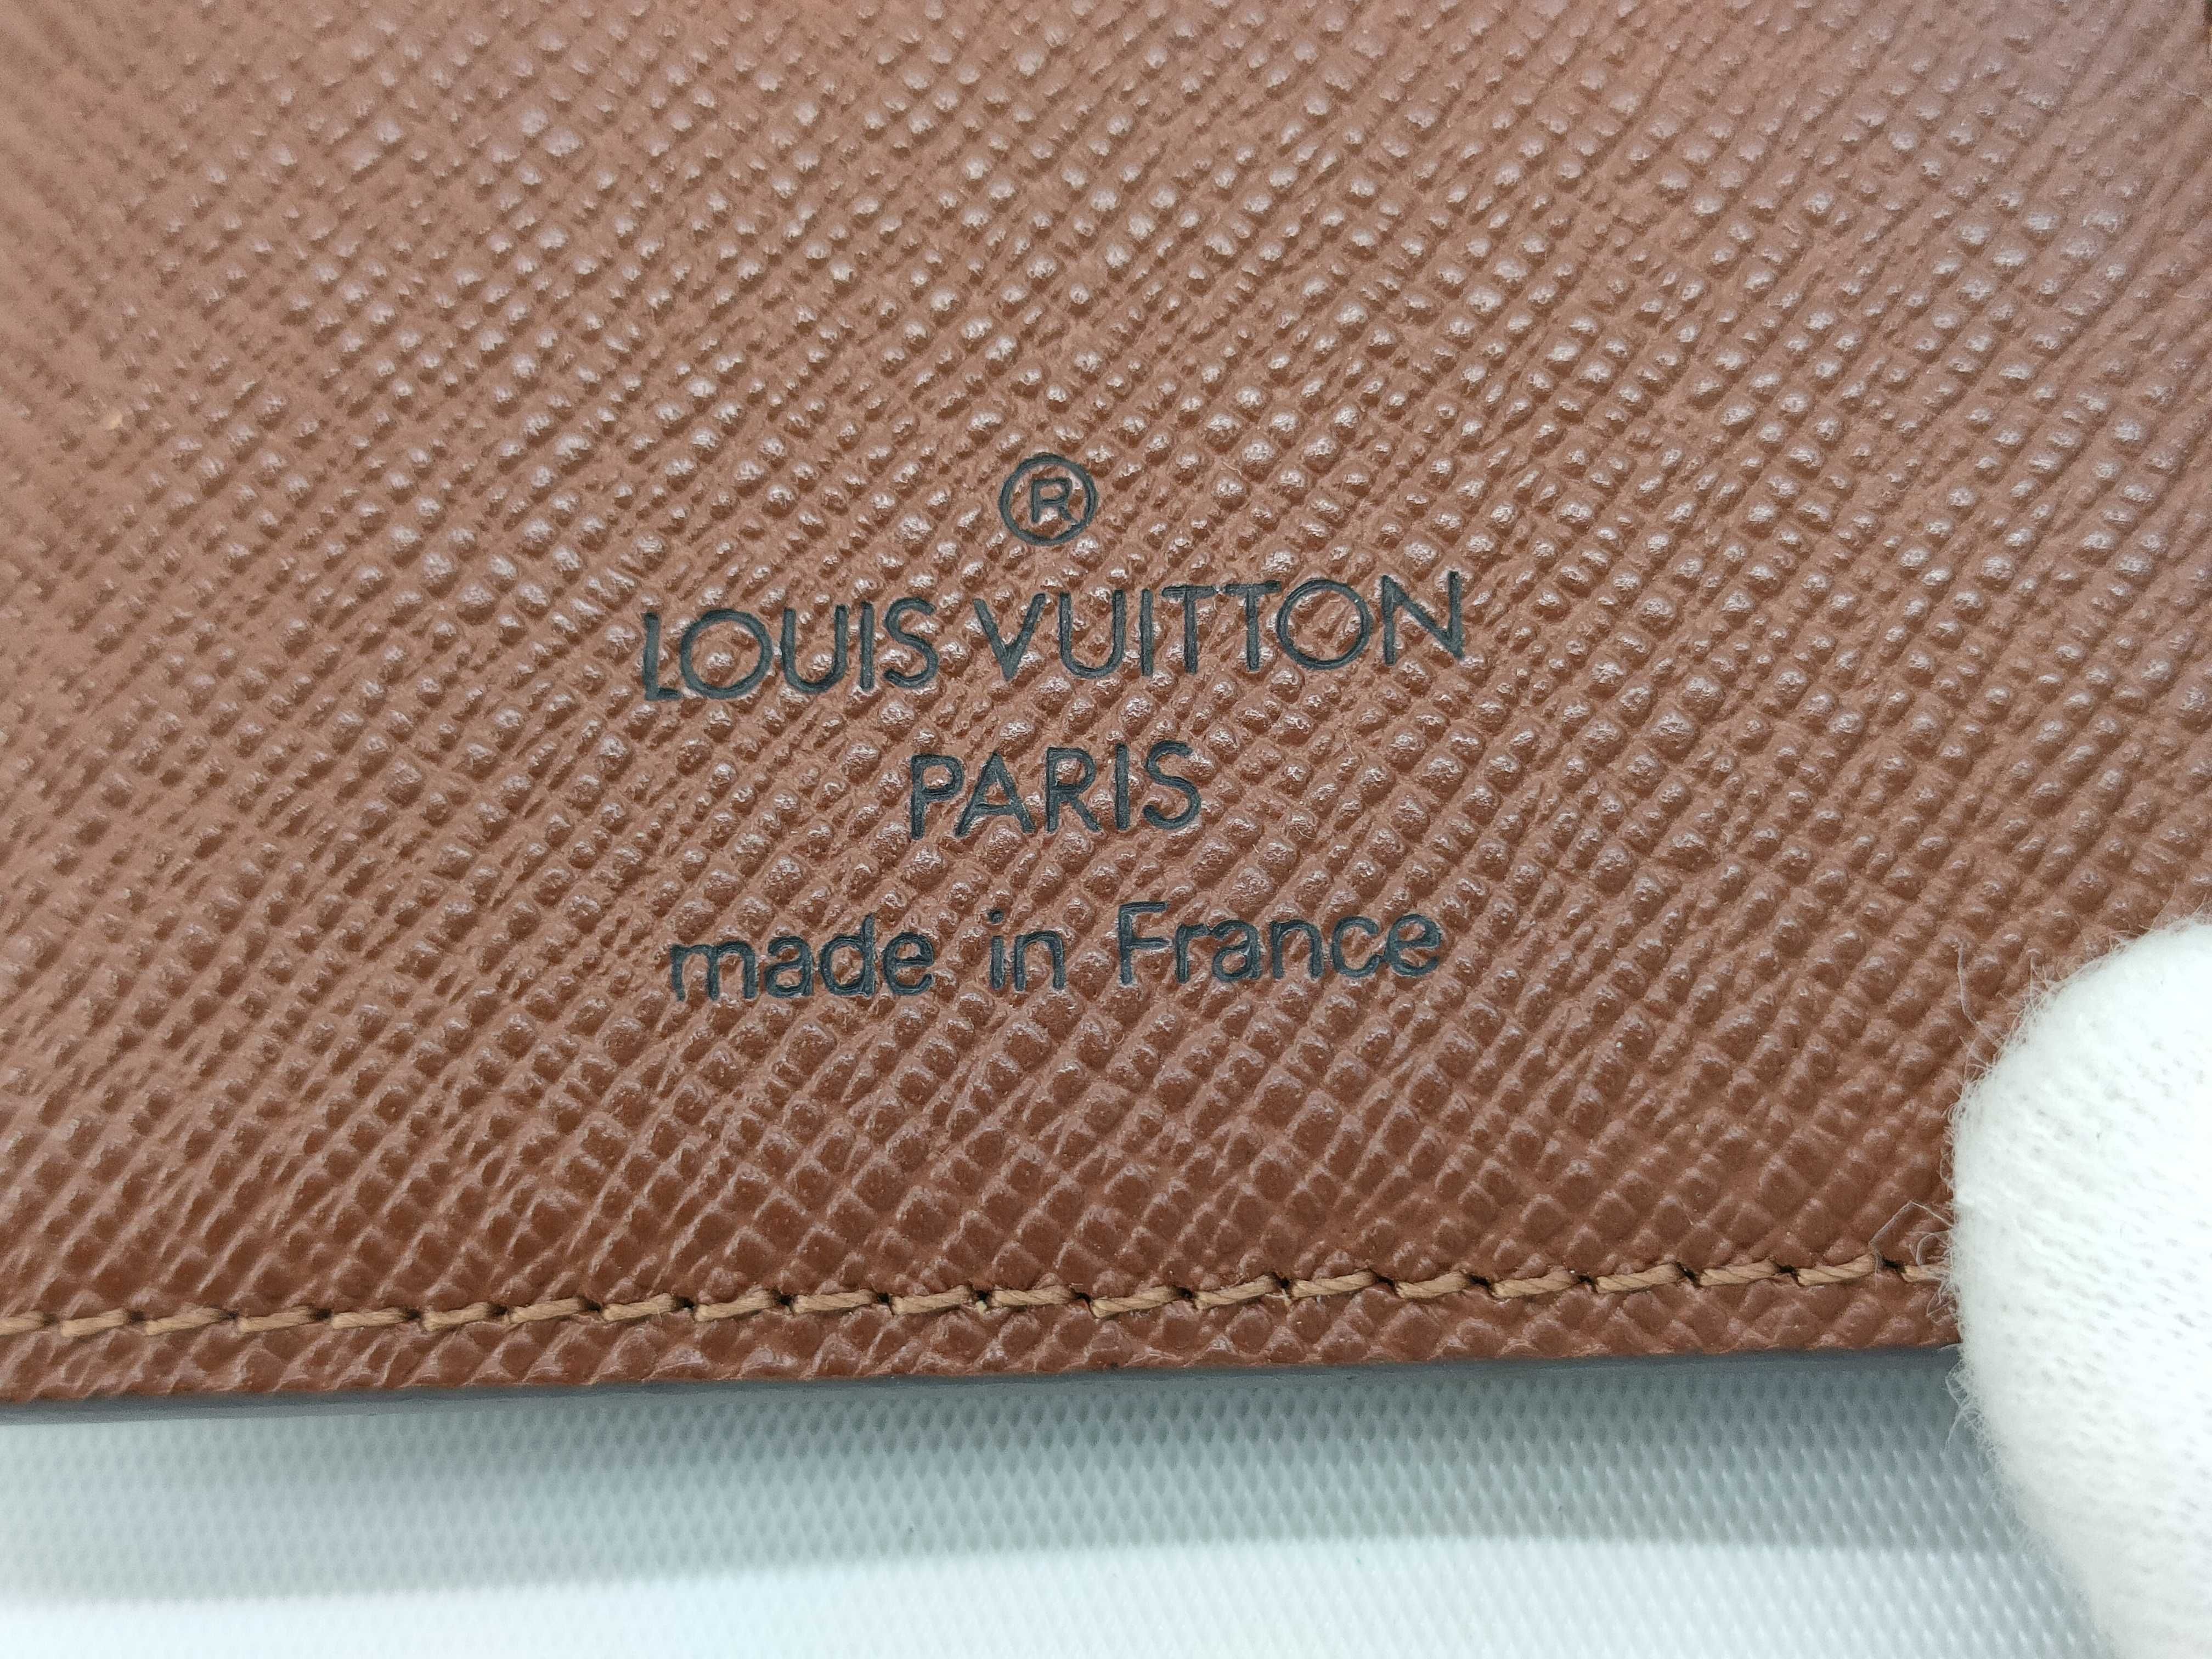 ®
LOUIS VUITTON
PARIS
made in France